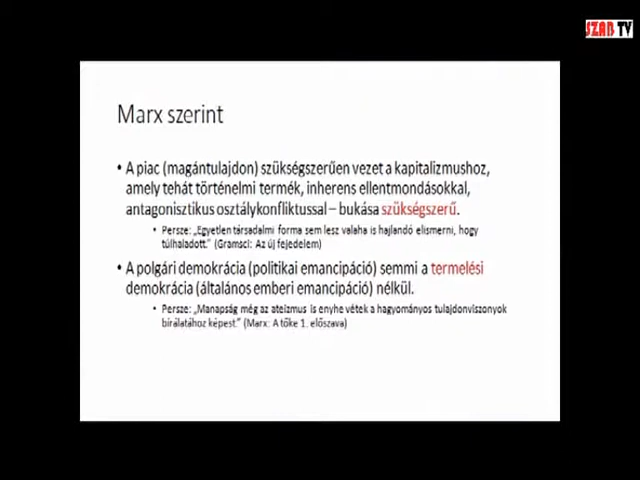 SZAB TV
Marx szerint
• A piac (magántulajdon) szükségszerűen vezet a kapitalizmushoz,
amely tehát történelmi termék, inherens ellentmondásokkal,
antagonisztikus osztálykonfliktussal – bukása szükségszerű.
• Persze: „Egyetlen társadalmi forma sem lesz valaha is hajlandó elismerni, hogy
túlhaladott.” (Gramsci: Az új fejedelem)
• A polgári demokrácia (politikai emancipáció) semmi a termelési
demokrácia (általános emberi emancipáció) nélkül.
• Persze: „Manapság még az ateizmus is enyhe vétek a hagyományos tulajdonviszonyok
bírálatához képest.” (Marx: A tőke 1. előszava)